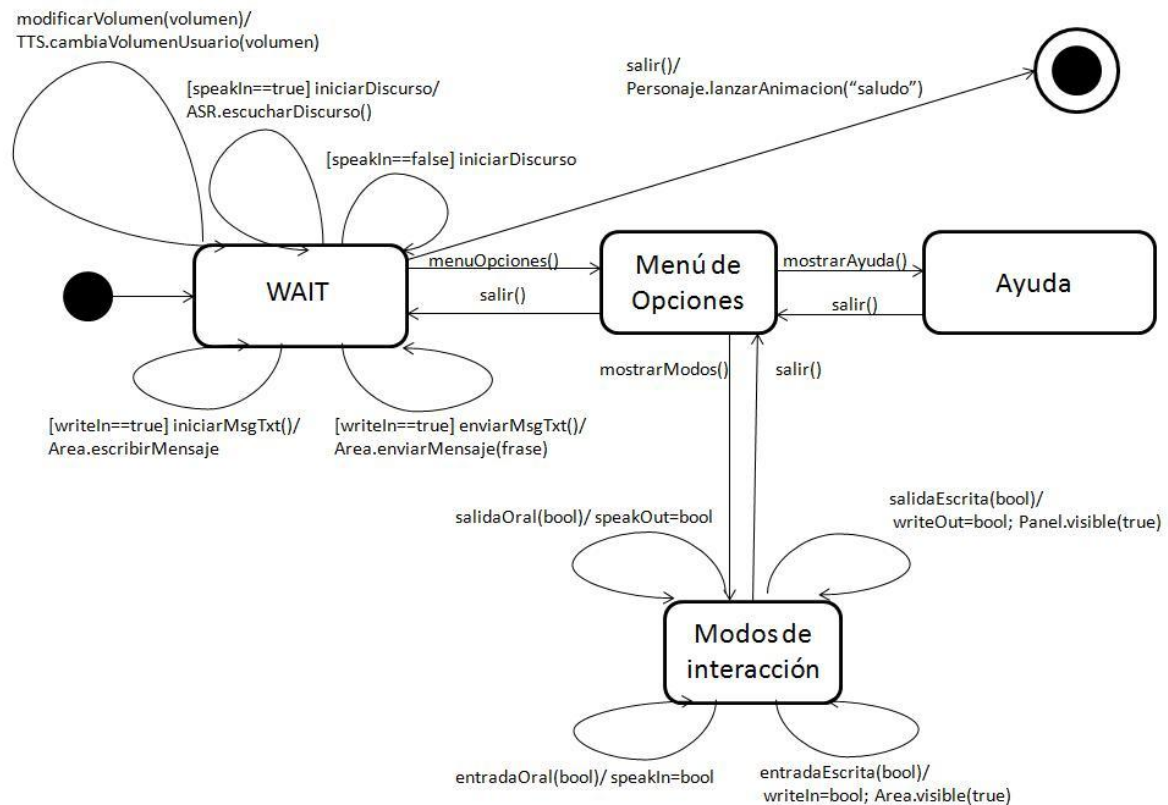 modificarVolumen(volumen)/
TTS.cambiaVolumenUsuario(volumen)
[speakIn==true] iniciarDiscurso/
ASR.escucharDiscurso()
[speakIn==false] iniciarDiscurso
salir()/
Personaje.lanzarAnimacion(“saludo”)
WAIT
menuOpciones()
salir()
Menú de
Opciones
mostrarAyuda()
salir()
Ayuda
[writeIn==true] iniciarMsgTxt()/
Area.escribirMensaje
[writeIn==true] enviarMsgTxt()/
Area.enviarMensaje(frase)
mostrarModos()
salir()
salidaOral(bool)/ speakOut=bool
salidaEscrita(bool)/
writeOut=bool; Panel.visible(true)
Modos de
interacción
entradaOral(bool)/ speakIn=bool
entradaEscrita(bool)/
writeIn=bool; Area.visible(true)